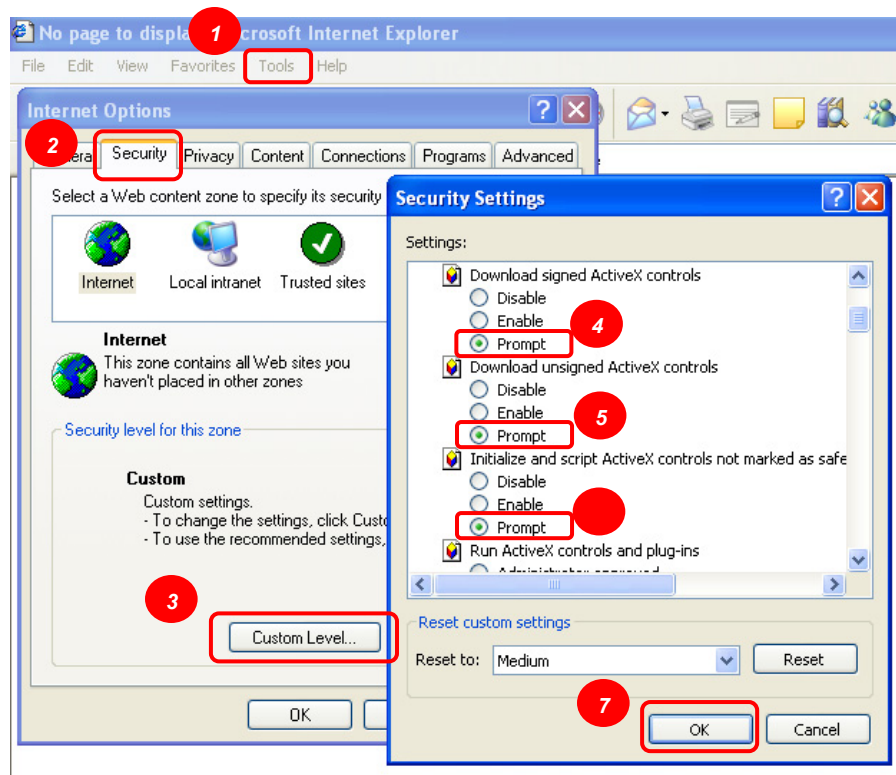 No page to displa 1 crosoft Internet Explorer
File Edit View Favorites Tools Help
Internet Options
2 eral Security Privacy Content Connections Programs Advanced
Select a Web content zone to specify its security
Internet Local intranet Trusted sites
Internet
This zone contains all Web sites you
haven't placed in other zones
Security level for this zone
Custom
Custom settings.
- To change the settings, click Custo
- To use the recommended settings,
3
Custom Level...
OK
Security Settings
Settings:
Download signed ActiveX controls
Disable
Enable
Prompt
4
Download unsigned ActiveX controls
Disable
Enable
Prompt
5
Initialize and script ActiveX controls not marked as safe
Disable
Enable
Prompt
Run ActiveX controls and plug-ins
Reset custom settings
Reset to: Medium Reset
7
OK Cancel